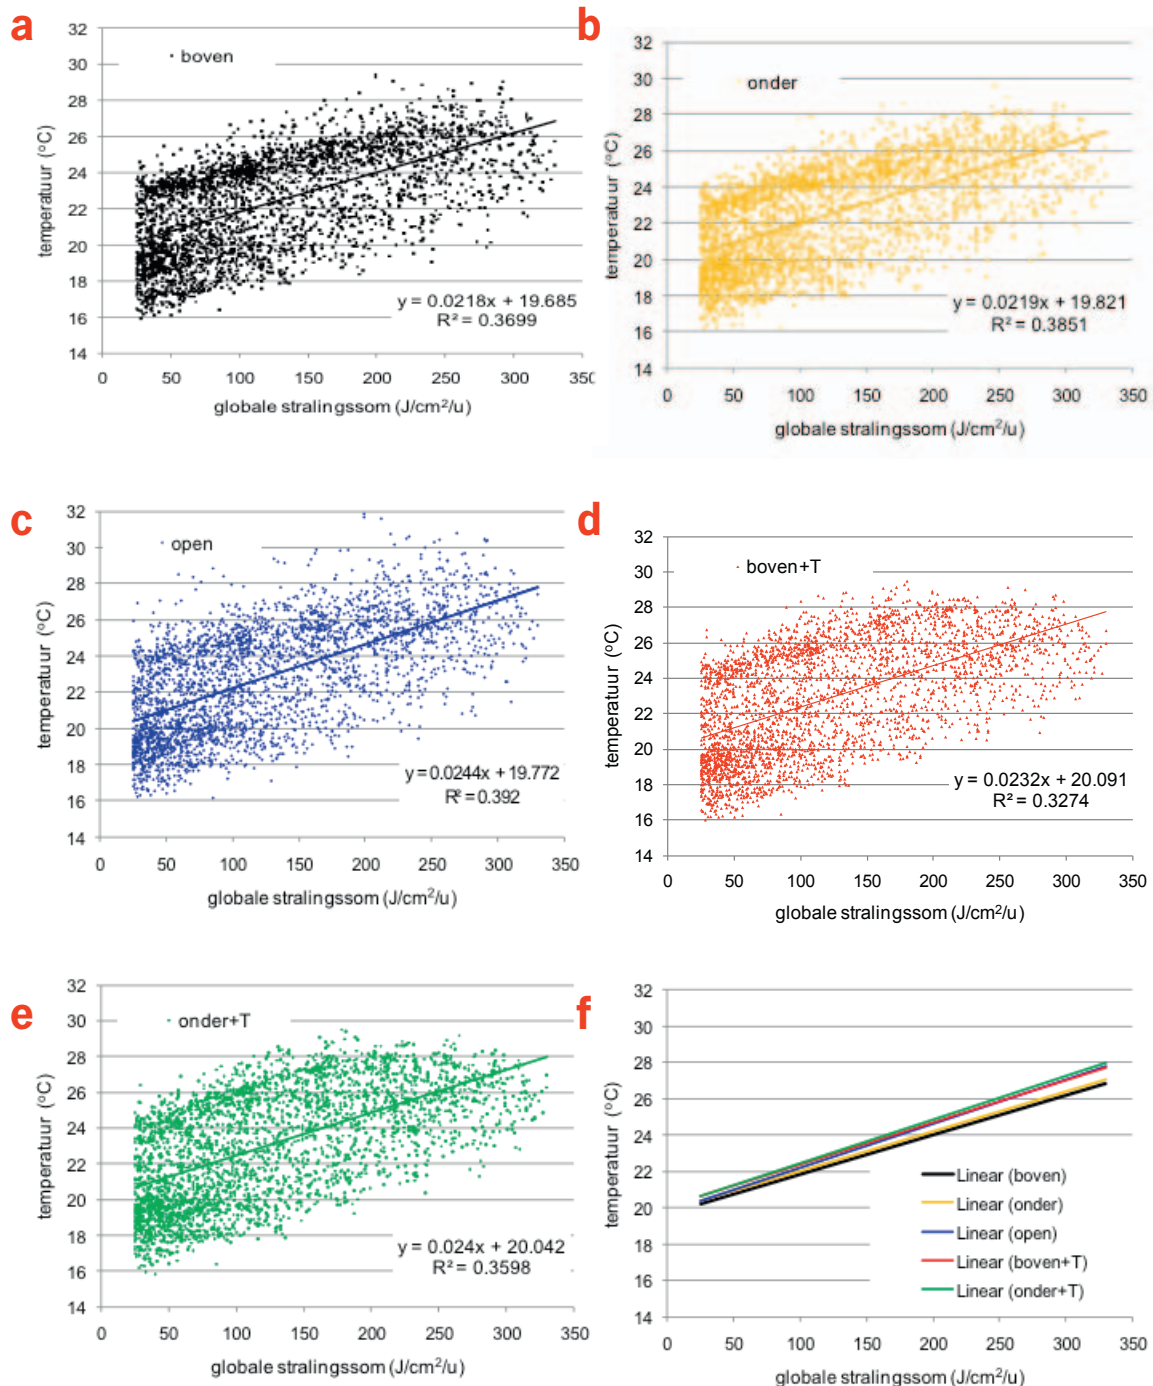 a
32
30
28
26
24
22
20
18
16
14
temperatuur (°C)
boven
y = 0.0218x + 19.685
R² = 0.3699
0 50 100 150 200 250 300 350
globale stralingssom (J/cm²/u)
b
32
30
28
26
24
22
20
18
16
14
temperatuur (°C)
onder
y = 0.0219x + 19.821
R² = 0.3851
0 50 100 150 200 250 300 350
globale stralingssom (J/cm²/u)
c
32
30
28
26
24
22
20
18
16
14
temperatuur (°C)
open
y = 0.0244x + 19.772
R² = 0.392
0 50 100 150 200 250 300 350
globale stralingssom (J/cm²/u)
d
32
30
28
26
24
22
20
18
16
14
temperatuur (°C)
boven+T
y = 0.0232x + 20.091
R² = 0.3274
0 50 100 150 200 250 300 350
globale stralingssom (J/cm²/u)
e
32
30
28
26
24
22
20
18
16
14
temperatuur (°C)
onder+T
y = 0.024x + 20.042
R² = 0.3598
0 50 100 150 200 250 300 350
globale stralingssom (J/cm²/u)
f
32
30
28
26
24
22
20
18
16
14
temperatuur (°C)
Linear (boven)
Linear (onder)
Linear (open)
Linear (boven+T)
Linear (onder+T)
0 50 100 150 200 250 300 350
globale stralingssom (J/cm²/u)